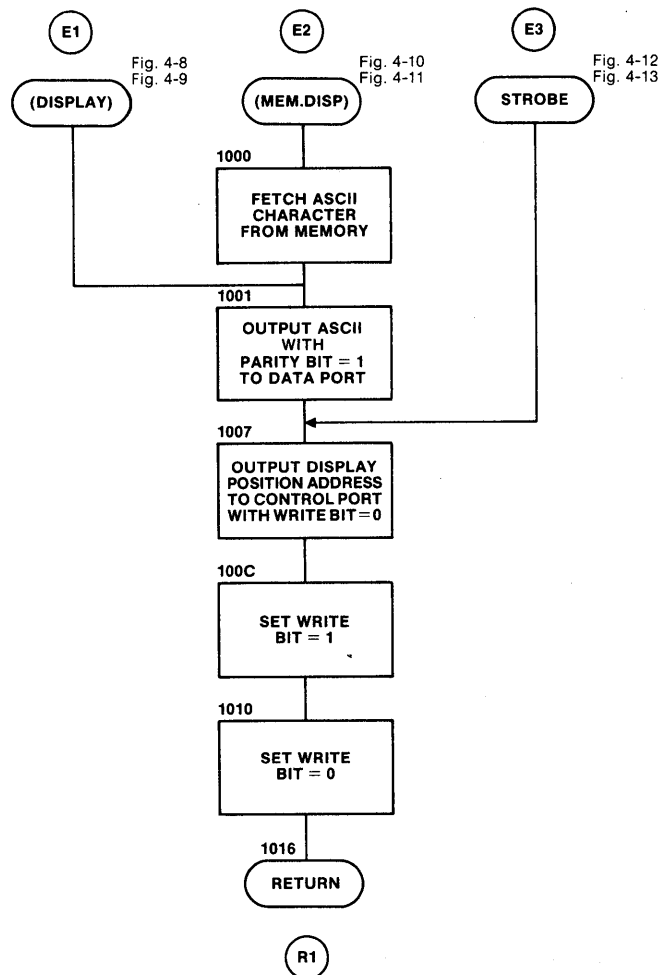 E1
E2
E3
Fig. 4-8
Fig. 4-9
Fig. 4-10
Fig. 4-11
Fig. 4-12
Fig. 4-13
(DISPLAY)
(MEM.DISP)
STROBE
1000
FETCH ASCII
CHARACTER
FROM MEMORY
1001
OUTPUT ASCII
WITH
PARITY BIT = 1
TO DATA PORT
1007
OUTPUT DISPLAY
POSITION ADDRESS
TO CONTROL PORT
WITH WRITE BIT=0
100C
SET WRITE
BIT = 1
1010
SET WRITE
BIT = 0
1016
RETURN
R1